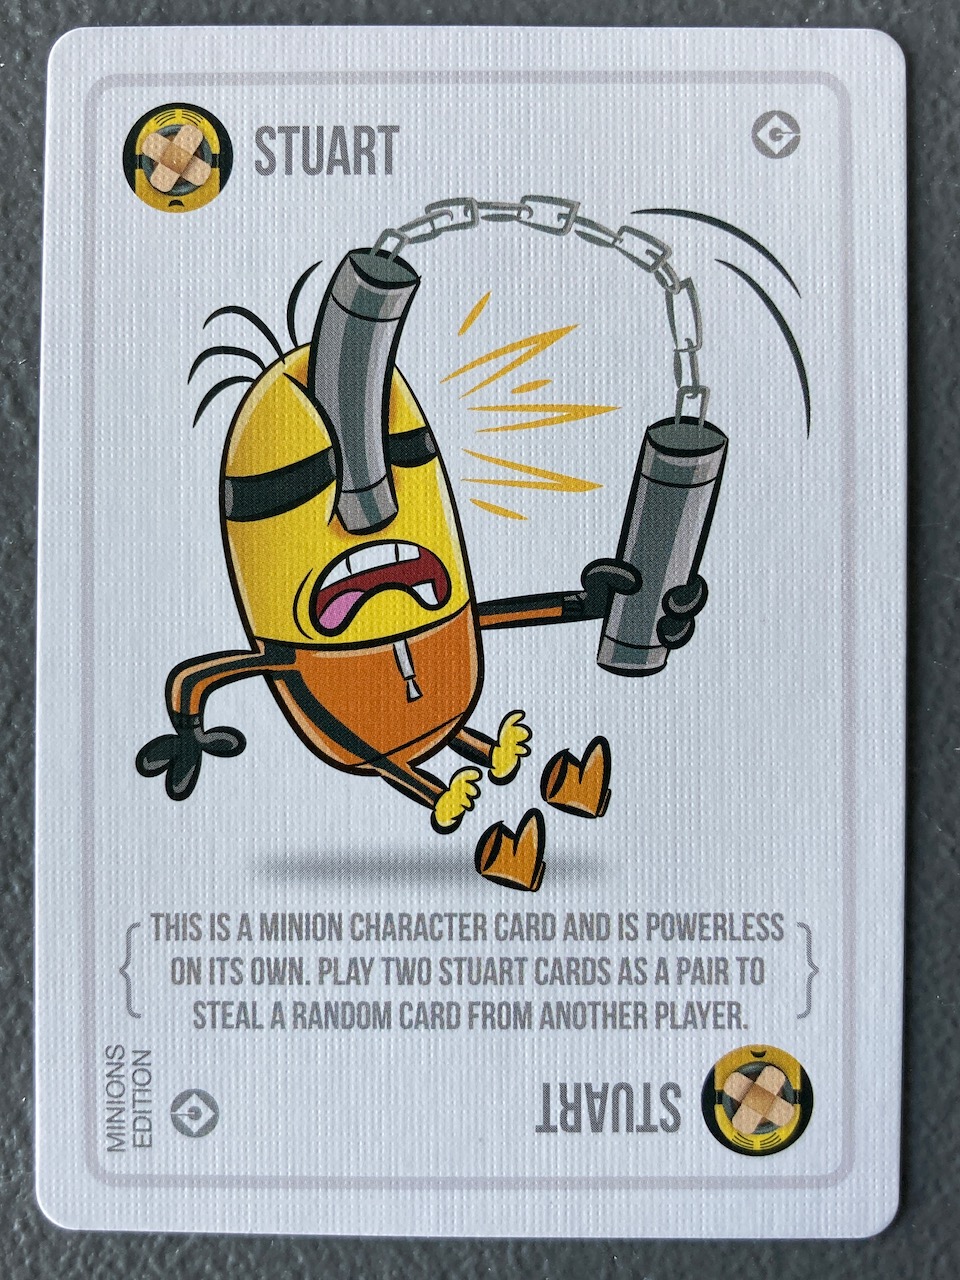 STUART
THIS IS A MINION CHARACTER CARD AND IS POWERLESS
ON ITS OWN. PLAY TWO STUART CARDS AS A PAIR TO
STEAL A RANDOM CARD FROM ANOTHER PLAYER.
MINIONS
EDITION
STUART